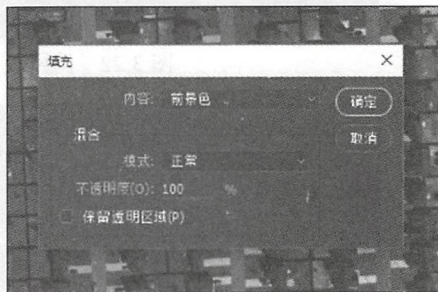 填充
内容: 前景色
确定
混合
取消
模式: 正常
不透明度(O): 100 %
保留透明区域(P)